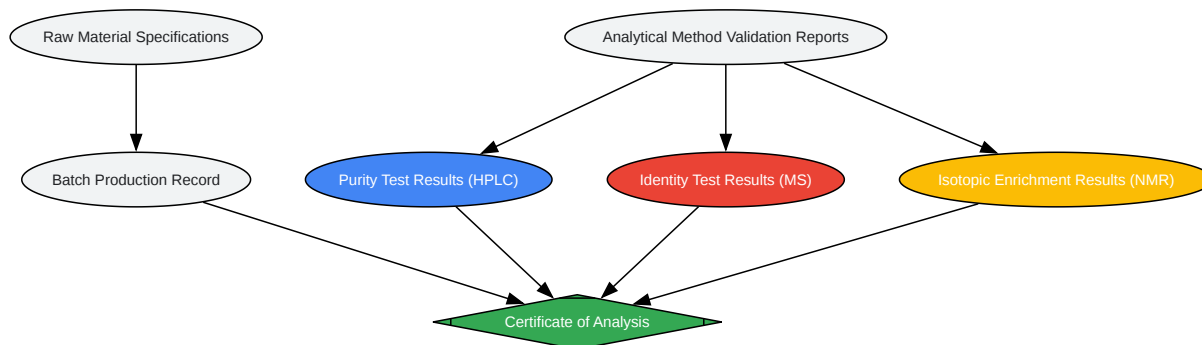 Raw Material Specifications
Analytical Method Validation Reports
Batch Production Record
Purity Test Results (HPLC)
Identity Test Results (MS)
Isotopic Enrichment Results (NMR)
Certificate of Analysis